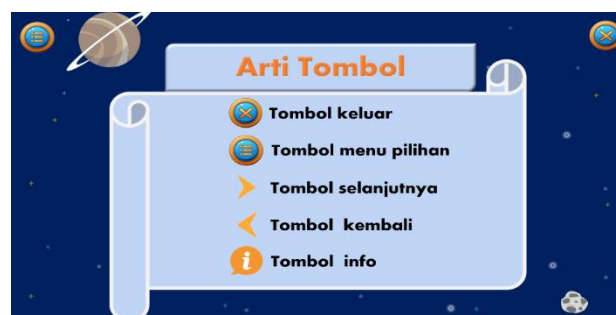 Arti Tombol
Tombol keluar
Tombol menu pilihan
Tombol selanjutnya
Tombol kembali
i Tombol info